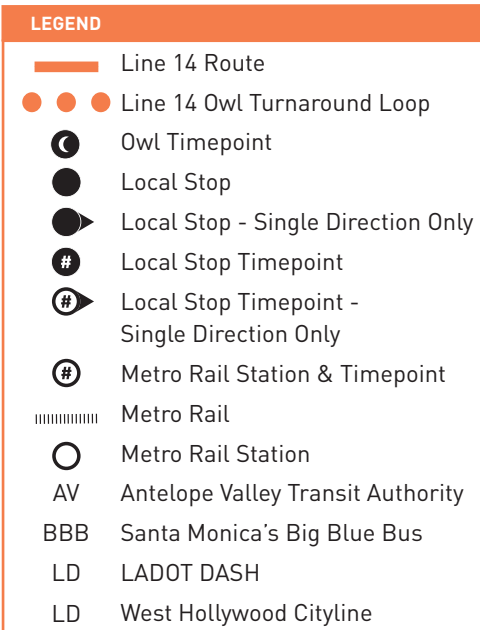 LEGEND
Line 14 Route
Line 14 Owl Turnaround Loop
Owl Timepoint
Local Stop
Local Stop - Single Direction Only
# Local Stop Timepoint
# Local Stop Timepoint -
Single Direction Only
# Metro Rail Station & Timepoint
Metro Rail
Metro Rail Station
AV Antelope Valley Transit Authority
BBB Santa Monica's Big Blue Bus
LD LADOT DASH
LD West Hollywood Cityline